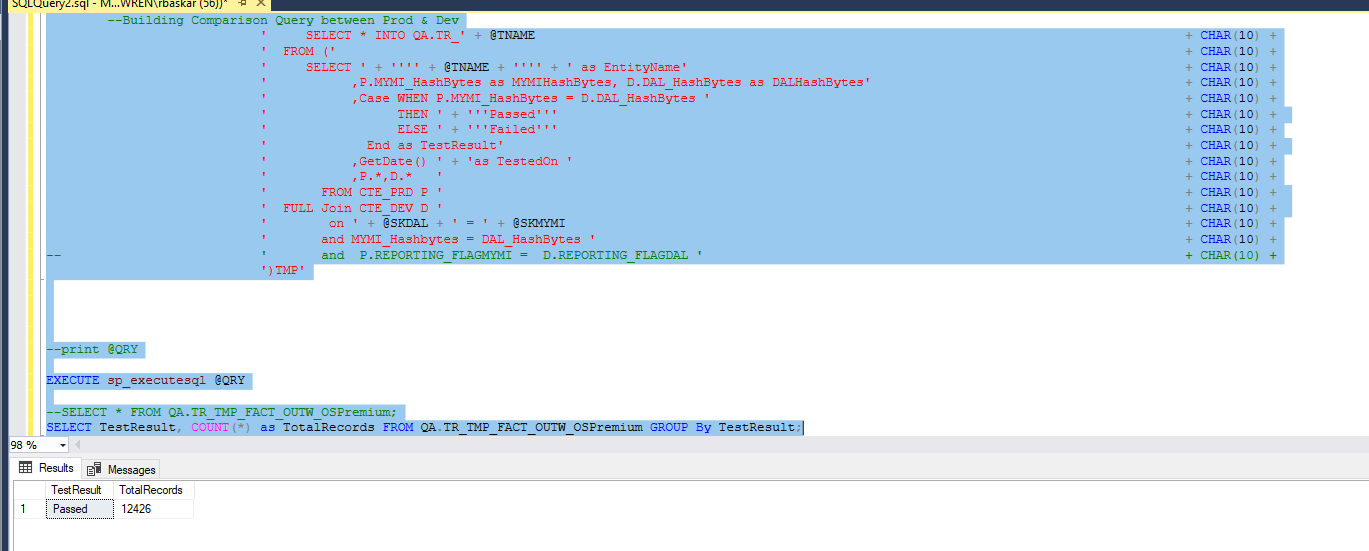 SQLQuery2.sql - M...WREN\rbaskar (56))*
--Building Comparison Query between Prod & Dev
' SELECT * INTO QA.TR_' + @TNAME + CHAR(10) +
' FROM (' + CHAR(10) +
' SELECT ' + '''' + @TNAME + '''' + ' as EntityName' + CHAR(10) +
' ,P.MYMI_HashBytes as MYMIHashBytes, D.DAL_HashBytes as DALHashBytes' + CHAR(10) +
' ,Case WHEN P.MYMI_HashBytes = D.DAL_HashBytes ' + CHAR(10) +
' THEN ' + '''Passed''' + CHAR(10) +
' ELSE ' + '''Failed''' + CHAR(10) +
' End as TestResult' + CHAR(10) +
' ,GetDate() ' + 'as TestedOn ' + CHAR(10) +
' ,P.*,D.* ' + CHAR(10) +
' FROM CTE_PRD P ' + CHAR(10) +
' FULL Join CTE_DEV D ' + CHAR(10) +
' on ' + @SKDAL + ' = ' + @SKMYMI + CHAR(10) +
' and MYMI_Hashbytes = DAL_HashBytes ' + CHAR(10) +
-- ' and P.REPORTING_FLAGMYMI = D.REPORTING_FLAGDAL ' + CHAR(10) +
')TMP'
--print @QRY
EXECUTE sp_executesql @QRY
--SELECT * FROM QA.TR_TMP_FACT_OUTW_OSPremium;
SELECT TestResult, COUNT(*) as TotalRecords FROM QA.TR_TMP_FACT_OUTW_OSPremium GROUP By TestResult;
98 %
Results Messages
TestResult TotalRecords
1 Passed 12426